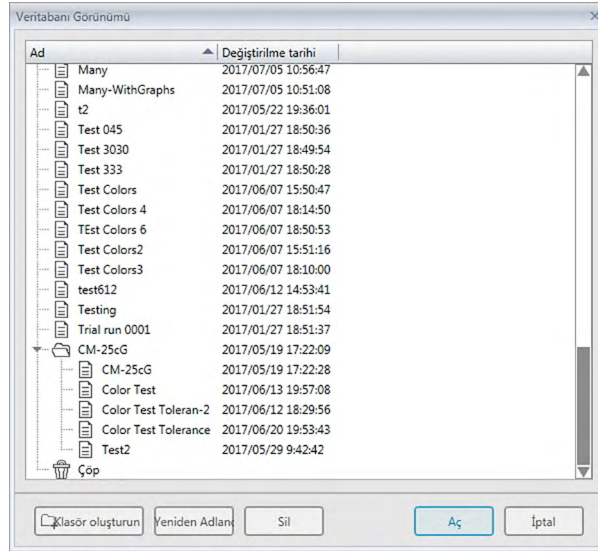 Veritabanı Görünümü
Ad Değiştirilme tarihi
Many 2017/07/05 10:56:47
Many-WithGraphs 2017/07/05 10:51:08
t2 2017/05/22 19:36:01
Test 045 2017/01/27 18:50:36
Test 3030 2017/01/27 18:49:54
Test 333 2017/01/27 18:50:28
Test Colors 2017/06/07 15:50:47
Test Colors 4 2017/06/07 18:14:50
TEst Colors 6 2017/06/07 18:50:53
Test Colors2 2017/06/07 15:51:16
Test Colors3 2017/06/07 18:10:00
test612 2017/06/12 14:53:41
Testing 2017/01/27 18:51:54
Trial run 0001 2017/01/27 18:51:37
CM-25cG 2017/05/19 17:22:09
CM-25cG 2017/05/19 17:22:28
Color Test 2017/06/13 19:57:08
Color Test Toleran-2 2017/06/12 18:29:56
Color Test Tolerance 2017/06/20 19:53:43
Test2 2017/05/29 9:42:42
Çöp
Klasör oluşturun Yeniden Adlan Sil Aç İptal